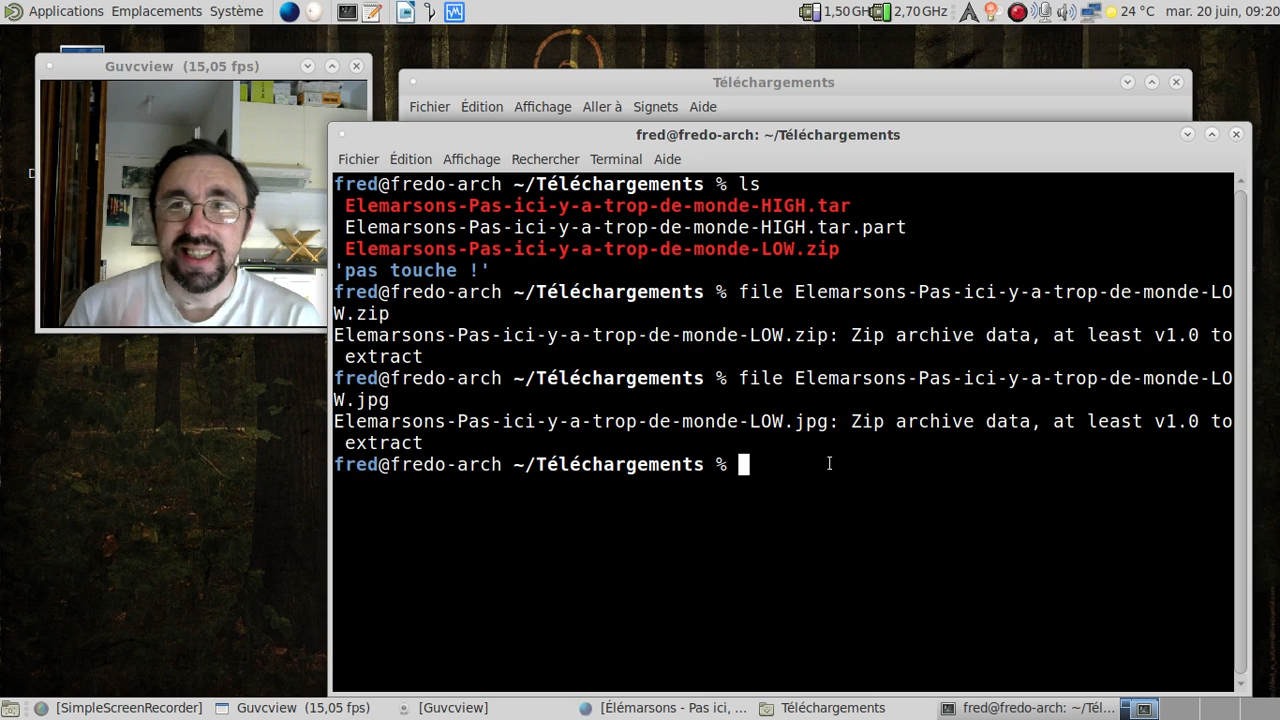 Applications Emplacements Système 1,50 GH 2,70 GHz 24 °C mar. 20 juin, 09:20
Guvcview (15,05 fps)
Téléchargements
Fichier Édition Affichage Aller à Signets Aide
fred@fredo-arch: ~/Téléchargements
Fichier Édition Affichage Rechercher Terminal Aide
fred@fredo-arch ~/Téléchargements % ls
Elemarsons-Pas-ici-y-a-trop-de-monde-HIGH.tar
Elemarsons-Pas-ici-y-a-trop-de-monde-HIGH.tar.part
Elemarsons-Pas-ici-y-a-trop-de-monde-LOW.zip
'pas touche !'
fred@fredo-arch ~/Téléchargements % file Elemarsons-Pas-ici-y-a-trop-de-monde-LO
W.zip
Elemarsons-Pas-ici-y-a-trop-de-monde-LOW.zip: Zip archive data, at least v1.0 to
extract
fred@fredo-arch ~/Téléchargements % file Elemarsons-Pas-ici-y-a-trop-de-monde-LO
W.jpg
Elemarsons-Pas-ici-y-a-trop-de-monde-LOW.jpg: Zip archive data, at least v1.0 to
extract
fred@fredo-arch ~/Téléchargements %
[SimpleScreenRecorder] Guvcview (15,05 fps) [Guvcview] [Élémarsons - Pas ici, ... Téléchargements fred@fredo-arch: ~/Tél...